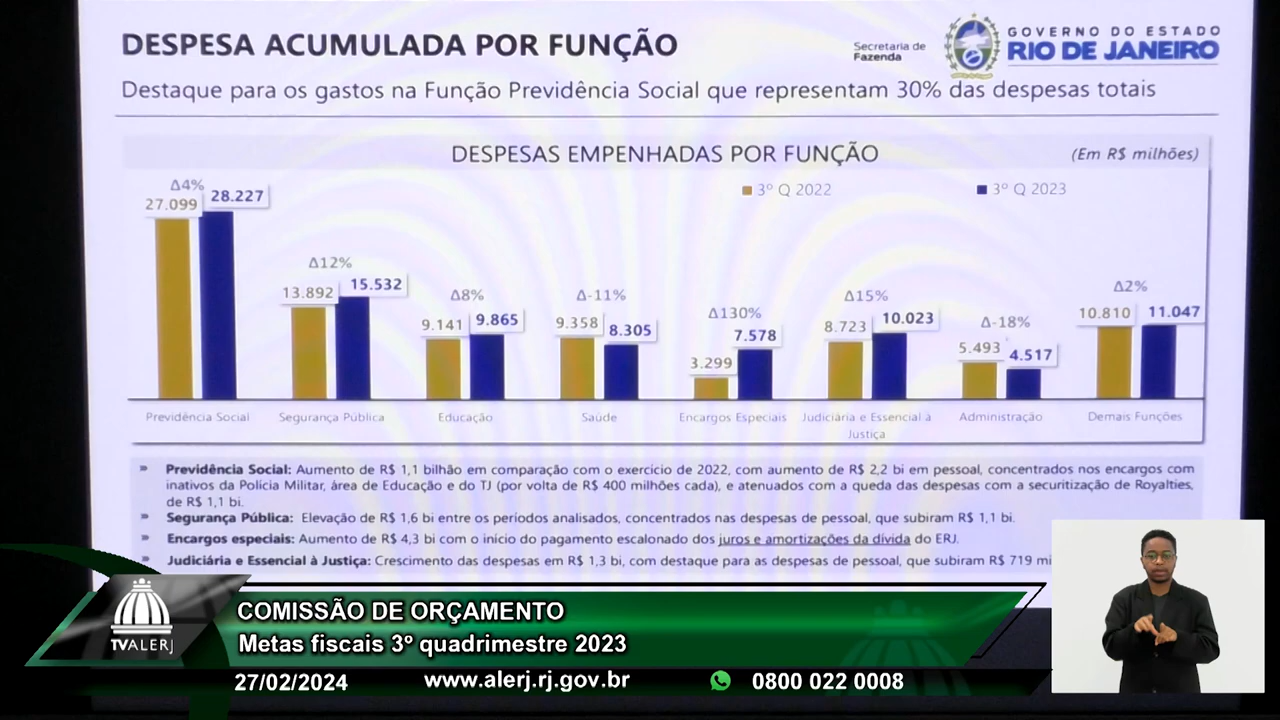 DESPESA ACUMULADA POR FUNÇÃO
Secretaria de
Fazenda
GOVERNO DO ESTADO
RIO DE JANEIRO
Destaque para os gastos na Função Previdência Social que representam 30% das despesas totais
DESPESAS EMPENHADAS POR FUNÇÃO
(Em R$ milhões)
3º Q 2022
3º Q 2023
Δ4%
27.099
28.227
Δ12%
13.892
15.532
Δ8%
9.141
9.865
Δ-11%
9.358
8.305
Δ130%
3.299
7.578
Δ15%
8.723
10.023
Δ-18%
5.493
4.517
Δ2%
10.810
11.047
Previdência Social
Segurança Pública
Educação
Saúde
Encargos Especiais
Judiciária e Essencial à
Justiça
Administração
Demais Funções
» Previdência Social: Aumento de R$ 1,1 bilhão em comparação com o exercicio de 2022, com aumento de R$ 2,2 bi em pessoal, concentrados nos encargos com
inativos da Polícia Militar, área de Educação e do TJ (por volta de R$ 400 milhões cada), e atenuados com a queda das despesas com a securitização de Royalties,
de R$ 1,1 bi.
» Segurança Pública: Elevação de R$ 1,6 bi entre os períodos analisados, concentrados nas despesas de pessoal, que subiram R$ 1,1 bi.
» Encargos especiais: Aumento de R$ 4,3 bi com o início do pagamento escalonado dos juros e amortizações da dívida do ERJ.
» Judiciária e Essencial à Justiça: Crescimento das despesas em R$ 1,3 bi, com destaque para as despesas de pessoal, que subiram R$ 719 mi
TVALERJ
COMISSÃO DE ORÇAMENTO
Metas fiscais 3º quadrimestre 2023
27/02/2024
www.alerj.rj.gov.br
0800 022 0008